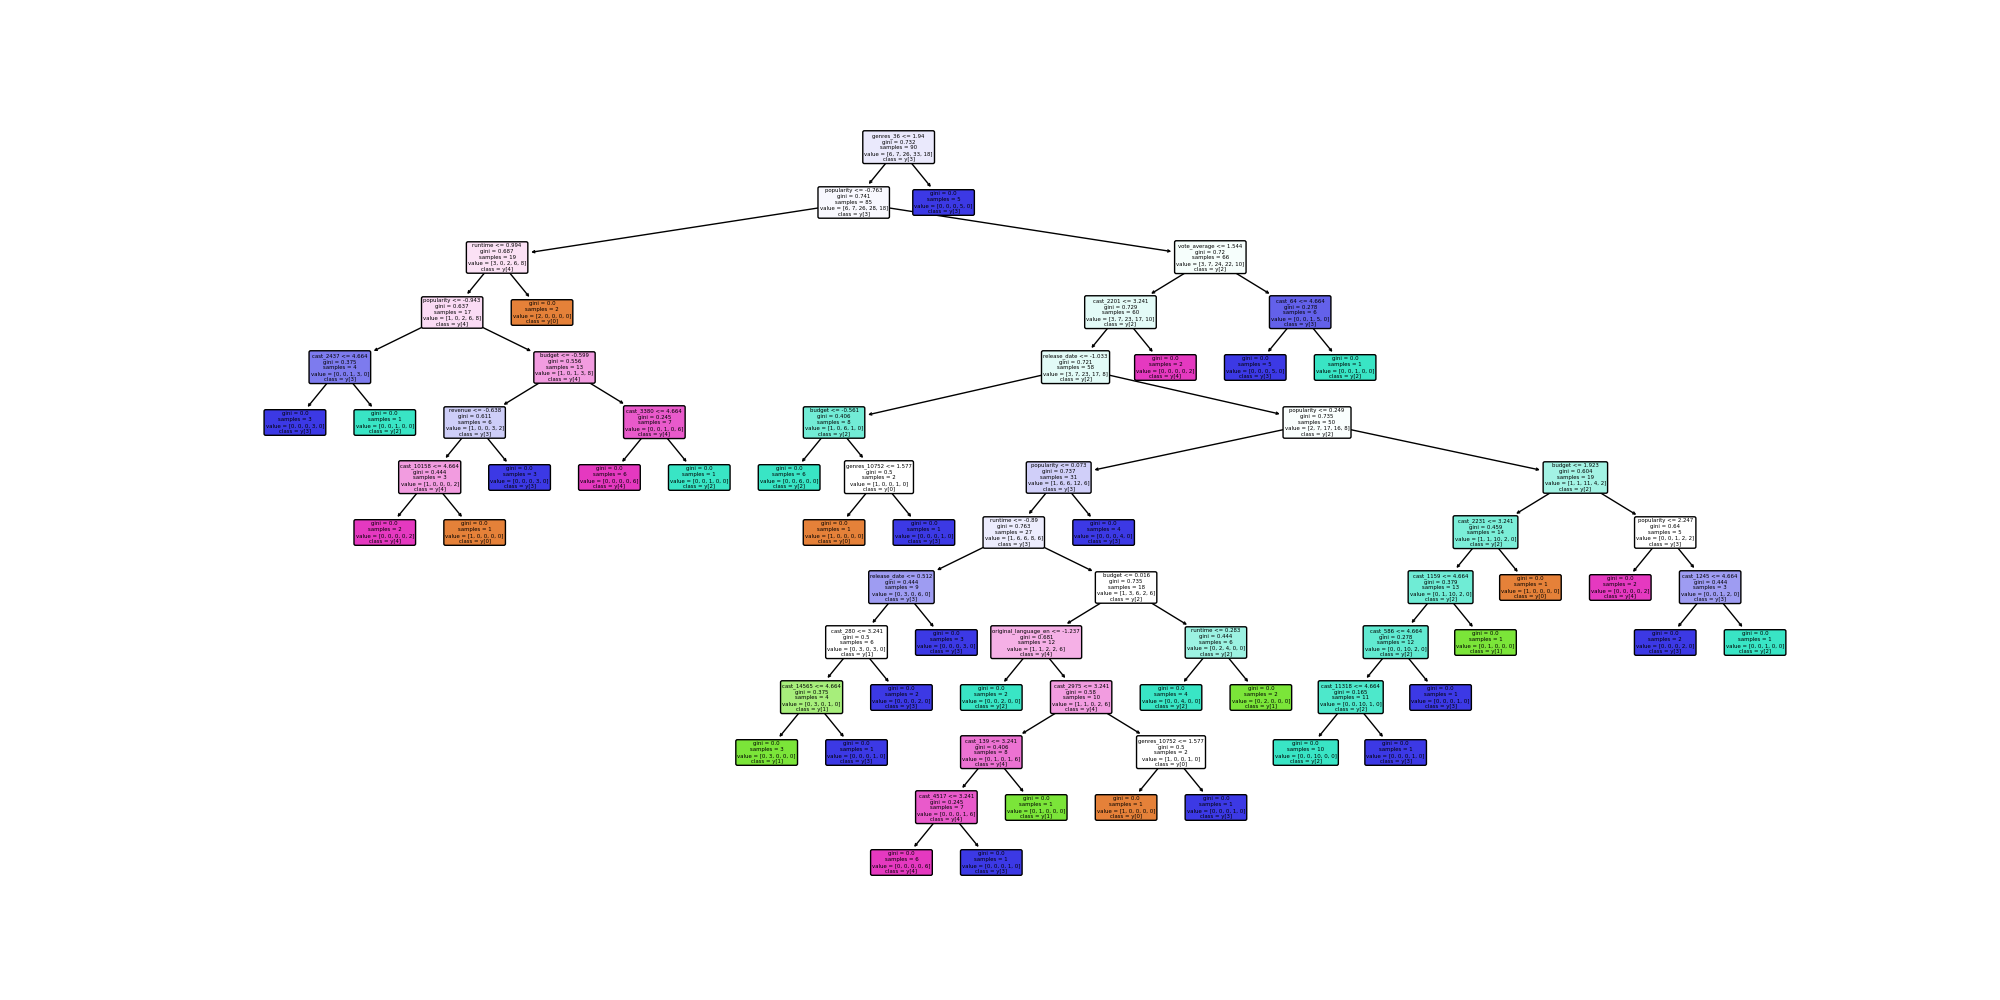 genres_36 <= 1.94
gini = 0.732
samples = 90
value = [6, 7, 26, 33, 18]
class = y[3]
popularity <= -0.763
gini = 0.741
samples = 85
value = [6, 7, 26, 28, 18]
class = y[3]
gini = 0.0
samples = 5
value = [0, 0, 0, 5, 0]
class = y[3]
runtime <= 0.994
gini = 0.687
samples = 19
value = [3, 0, 2, 6, 8]
class = y[4]
vote_average <= 1.544
gini = 0.72
samples = 66
value = [3, 7, 24, 22, 10]
class = y[2]
popularity <= -0.943
gini = 0.637
samples = 17
value = [1, 0, 2, 6, 8]
class = y[4]
gini = 0.0
samples = 2
value = [2, 0, 0, 0, 0]
class = y[0]
cast_2201 <= 3.241
gini = 0.729
samples = 60
value = [3, 7, 23, 17, 10]
class = y[2]
cast_64 <= 4.664
gini = 0.278
samples = 6
value = [0, 0, 1, 5, 0]
class = y[3]
cast_2437 <= 4.664
gini = 0.375
samples = 4
value = [0, 0, 1, 3, 0]
class = y[3]
budget <= -0.599
gini = 0.556
samples = 13
value = [1, 0, 1, 3, 8]
class = y[4]
release_date <= -1.033
gini = 0.721
samples = 58
value = [3, 7, 23, 17, 8]
class = y[2]
gini = 0.0
samples = 2
value = [0, 0, 0, 0, 2]
class = y[4]
gini = 0.0
samples = 5
value = [0, 0, 0, 5, 0]
class = y[3]
gini = 0.0
samples = 1
value = [0, 0, 1, 0, 0]
class = y[2]
gini = 0.0
samples = 3
value = [0, 0, 0, 3, 0]
class = y[3]
gini = 0.0
samples = 1
value = [0, 0, 1, 0, 0]
class = y[2]
revenue <= -0.638
gini = 0.611
samples = 6
value = [1, 0, 0, 3, 2]
class = y[3]
cast_3380 <= 4.664
gini = 0.245
samples = 7
value = [0, 0, 1, 0, 6]
class = y[4]
budget <= -0.561
gini = 0.406
samples = 8
value = [1, 0, 6, 1, 0]
class = y[2]
popularity <= 0.249
gini = 0.735
samples = 50
value = [2, 7, 17, 16, 8]
class = y[2]
cast_10158 <= 4.664
gini = 0.444
samples = 3
value = [1, 0, 0, 0, 2]
class = y[4]
gini = 0.0
samples = 3
value = [0, 0, 0, 3, 0]
class = y[3]
gini = 0.0
samples = 6
value = [0, 0, 0, 0, 6]
class = y[4]
gini = 0.0
samples = 1
value = [0, 0, 1, 0, 0]
class = y[2]
gini = 0.0
samples = 6
value = [0, 0, 6, 0, 0]
class = y[2]
genres_10752 <= 1.577
gini = 0.5
samples = 2
value = [1, 0, 0, 1, 0]
class = y[0]
popularity <= 0.073
gini = 0.737
samples = 31
value = [1, 6, 6, 12, 6]
class = y[3]
budget <= 1.923
gini = 0.604
samples = 19
value = [1, 1, 11, 4, 2]
class = y[2]
gini = 0.0
samples = 2
value = [0, 0, 0, 0, 2]
class = y[4]
gini = 0.0
samples = 1
value = [1, 0, 0, 0, 0]
class = y[0]
gini = 0.0
samples = 1
value = [1, 0, 0, 0, 0]
class = y[0]
gini = 0.0
samples = 1
value = [0, 0, 0, 1, 0]
class = y[3]
runtime <= -0.89
gini = 0.763
samples = 27
value = [1, 6, 6, 8, 6]
class = y[3]
gini = 0.0
samples = 4
value = [0, 0, 0, 4, 0]
class = y[3]
cast_2231 <= 3.241
gini = 0.459
samples = 14
value = [1, 1, 10, 2, 0]
class = y[2]
popularity <= 2.247
gini = 0.64
samples = 5
value = [0, 0, 1, 2, 2]
class = y[3]
release_date <= 0.512
gini = 0.444
samples = 9
value = [0, 3, 0, 6, 0]
class = y[3]
budget <= 0.016
gini = 0.735
samples = 18
value = [1, 3, 6, 2, 6]
class = y[2]
cast_1159 <= 4.664
gini = 0.379
samples = 13
value = [0, 1, 10, 2, 0]
class = y[2]
gini = 0.0
samples = 1
value = [1, 0, 0, 0, 0]
class = y[0]
gini = 0.0
samples = 2
value = [0, 0, 0, 0, 2]
class = y[4]
cast_1245 <= 4.664
gini = 0.444
samples = 3
value = [0, 0, 1, 2, 0]
class = y[3]
cast_280 <= 3.241
gini = 0.5
samples = 6
value = [0, 3, 0, 3, 0]
class = y[1]
gini = 0.0
samples = 3
value = [0, 0, 0, 3, 0]
class = y[3]
original_language_en <= -1.237
gini = 0.681
samples = 12
value = [1, 1, 2, 2, 6]
class = y[4]
runtime <= 0.283
gini = 0.444
samples = 6
value = [0, 2, 4, 0, 0]
class = y[2]
cast_586 <= 4.664
gini = 0.278
samples = 12
value = [0, 0, 10, 2, 0]
class = y[2]
gini = 0.0
samples = 1
value = [0, 1, 0, 0, 0]
class = y[1]
gini = 0.0
samples = 2
value = [0, 0, 0, 2, 0]
class = y[3]
gini = 0.0
samples = 1
value = [0, 0, 1, 0, 0]
class = y[2]
cast_14565 <= 4.664
gini = 0.375
samples = 4
value = [0, 3, 0, 1, 0]
class = y[1]
gini = 0.0
samples = 2
value = [0, 0, 0, 2, 0]
class = y[3]
gini = 0.0
samples = 2
value = [0, 0, 2, 0, 0]
class = y[2]
cast_2975 <= 3.241
gini = 0.58
samples = 10
value = [1, 1, 0, 2, 6]
class = y[4]
gini = 0.0
samples = 4
value = [0, 0, 4, 0, 0]
class = y[2]
gini = 0.0
samples = 2
value = [0, 2, 0, 0, 0]
class = y[1]
cast_11318 <= 4.664
gini = 0.165
samples = 11
value = [0, 0, 10, 1, 0]
class = y[2]
gini = 0.0
samples = 1
value = [0, 0, 0, 1, 0]
class = y[3]
gini = 0.0
samples = 3
value = [0, 3, 0, 0, 0]
class = y[1]
gini = 0.0
samples = 1
value = [0, 0, 0, 1, 0]
class = y[3]
cast_139 <= 3.241
gini = 0.406
samples = 8
value = [0, 1, 0, 1, 6]
class = y[4]
genres_10752 <= 1.577
gini = 0.5
samples = 2
value = [1, 0, 0, 1, 0]
class = y[0]
gini = 0.0
samples = 10
value = [0, 0, 10, 0, 0]
class = y[2]
gini = 0.0
samples = 1
value = [0, 0, 0, 1, 0]
class = y[3]
cast_4517 <= 3.241
gini = 0.245
samples = 7
value = [0, 0, 0, 1, 6]
class = y[4]
gini = 0.0
samples = 1
value = [0, 1, 0, 0, 0]
class = y[1]
gini = 0.0
samples = 1
value = [1, 0, 0, 0, 0]
class = y[0]
gini = 0.0
samples = 1
value = [0, 0, 0, 1, 0]
class = y[3]
gini = 0.0
samples = 6
value = [0, 0, 0, 0, 6]
class = y[4]
gini = 0.0
samples = 1
value = [0, 0, 0, 1, 0]
class = y[3]